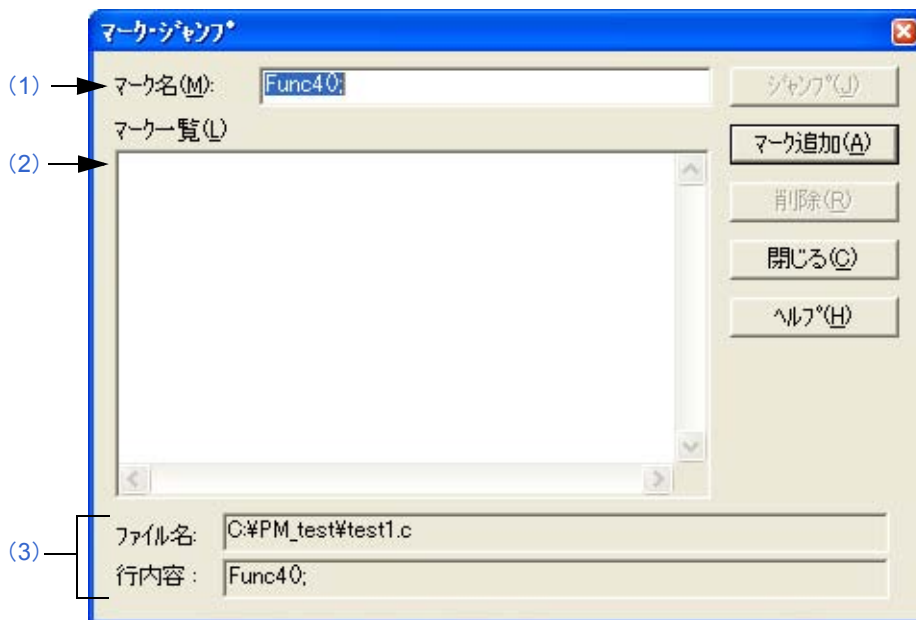 マーク・ジャンプ
(1)
マーク名(M):
Func4();
ジャンプ(J)
マーク一覧(L)
マーク追加(A)
(2)
削除(R)
閉じる(C)
ヘルプ(H)
(3)
ファイル名:
C:¥PM_test¥test1.c
行内容:
Func4();